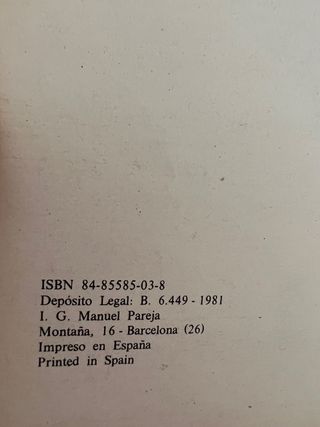 ISBN 84-85585-03-8
Depósito Legal: B. 6.449 - 1981
I. G. Manuel Pareja
Montaña, 16 - Barcelona (26)
Impreso en España
Printed in Spain